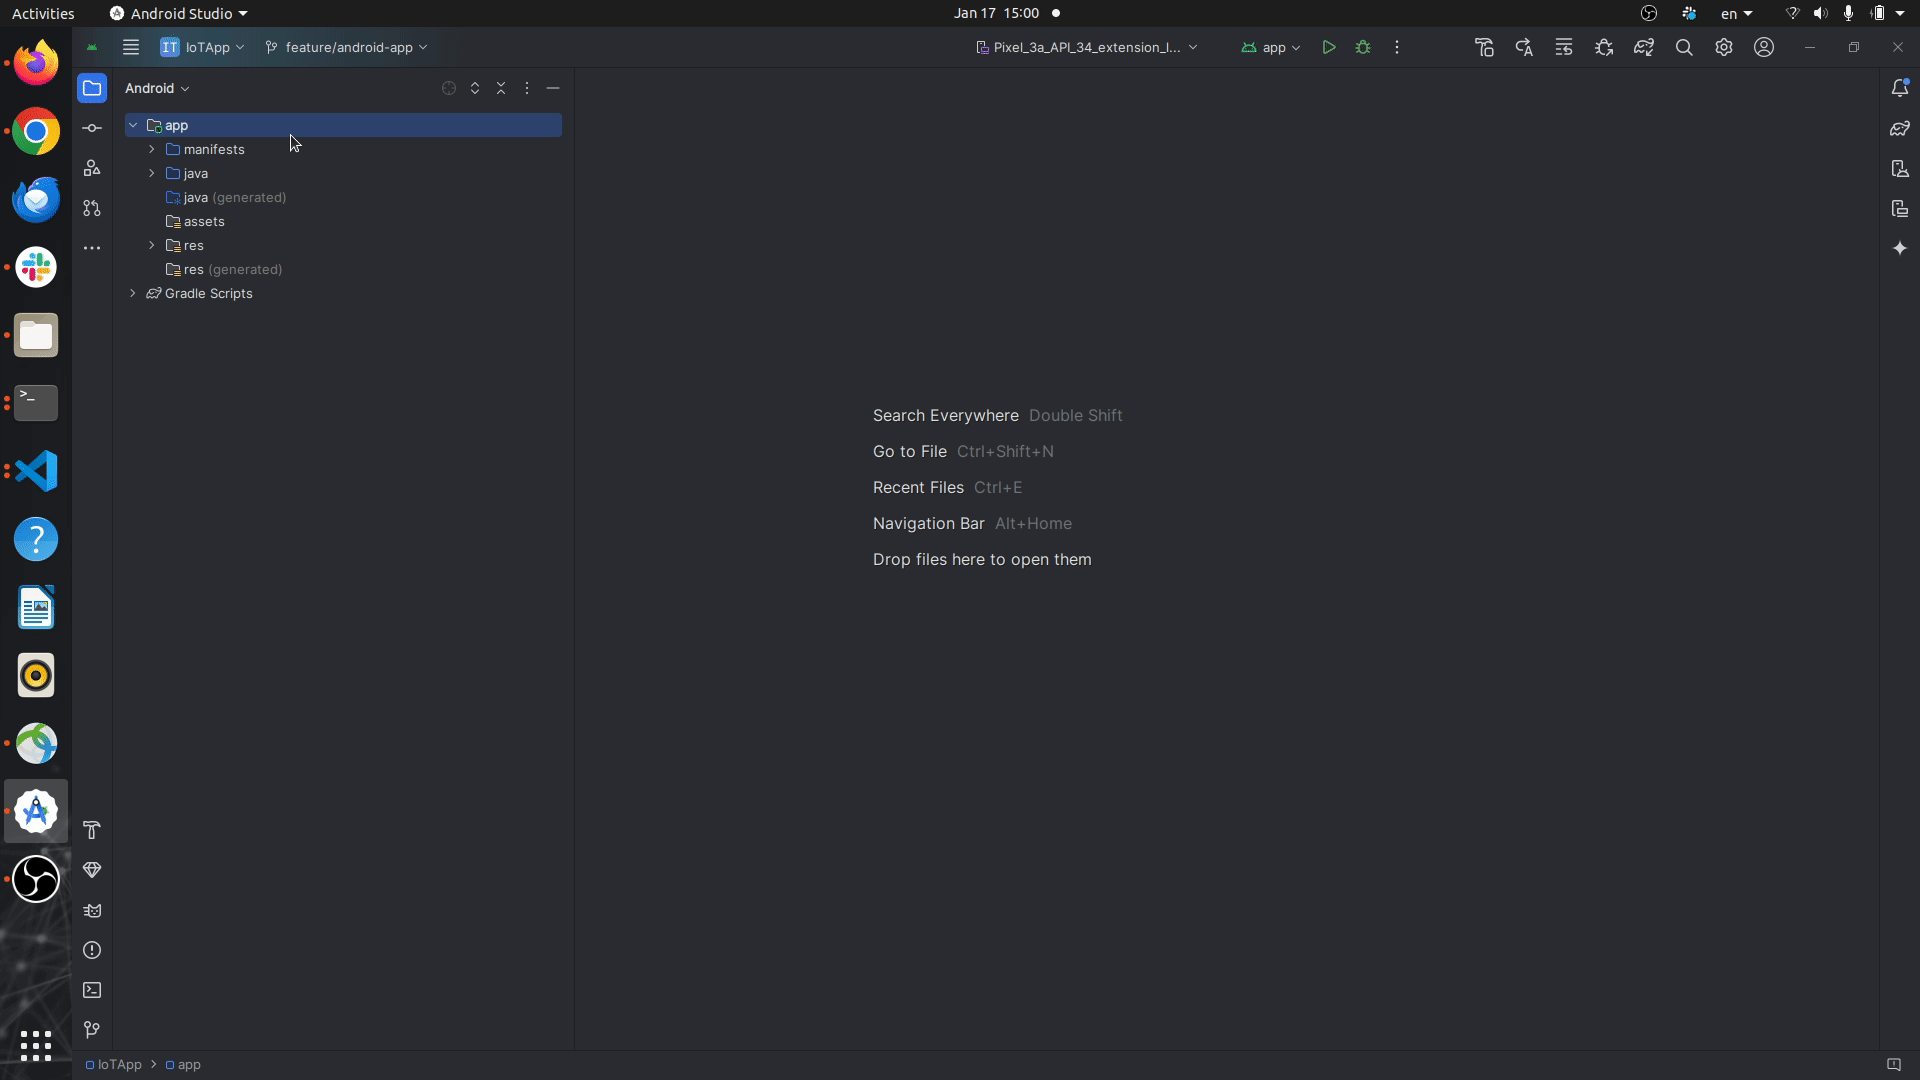 Activities
Android Studio
Jan 17 15:00
en
IT IoTApp
feature/android-app
Pixel_3a_API_34_extension_l...
app
Android
app
manifests
java
java (generated)
assets
res
res (generated)
Gradle Scripts
Search Everywhere Double Shift
Go to File Ctrl+Shift+N
Recent Files Ctrl+E
Navigation Bar Alt+Home
Drop files here to open them
IoTApp > app